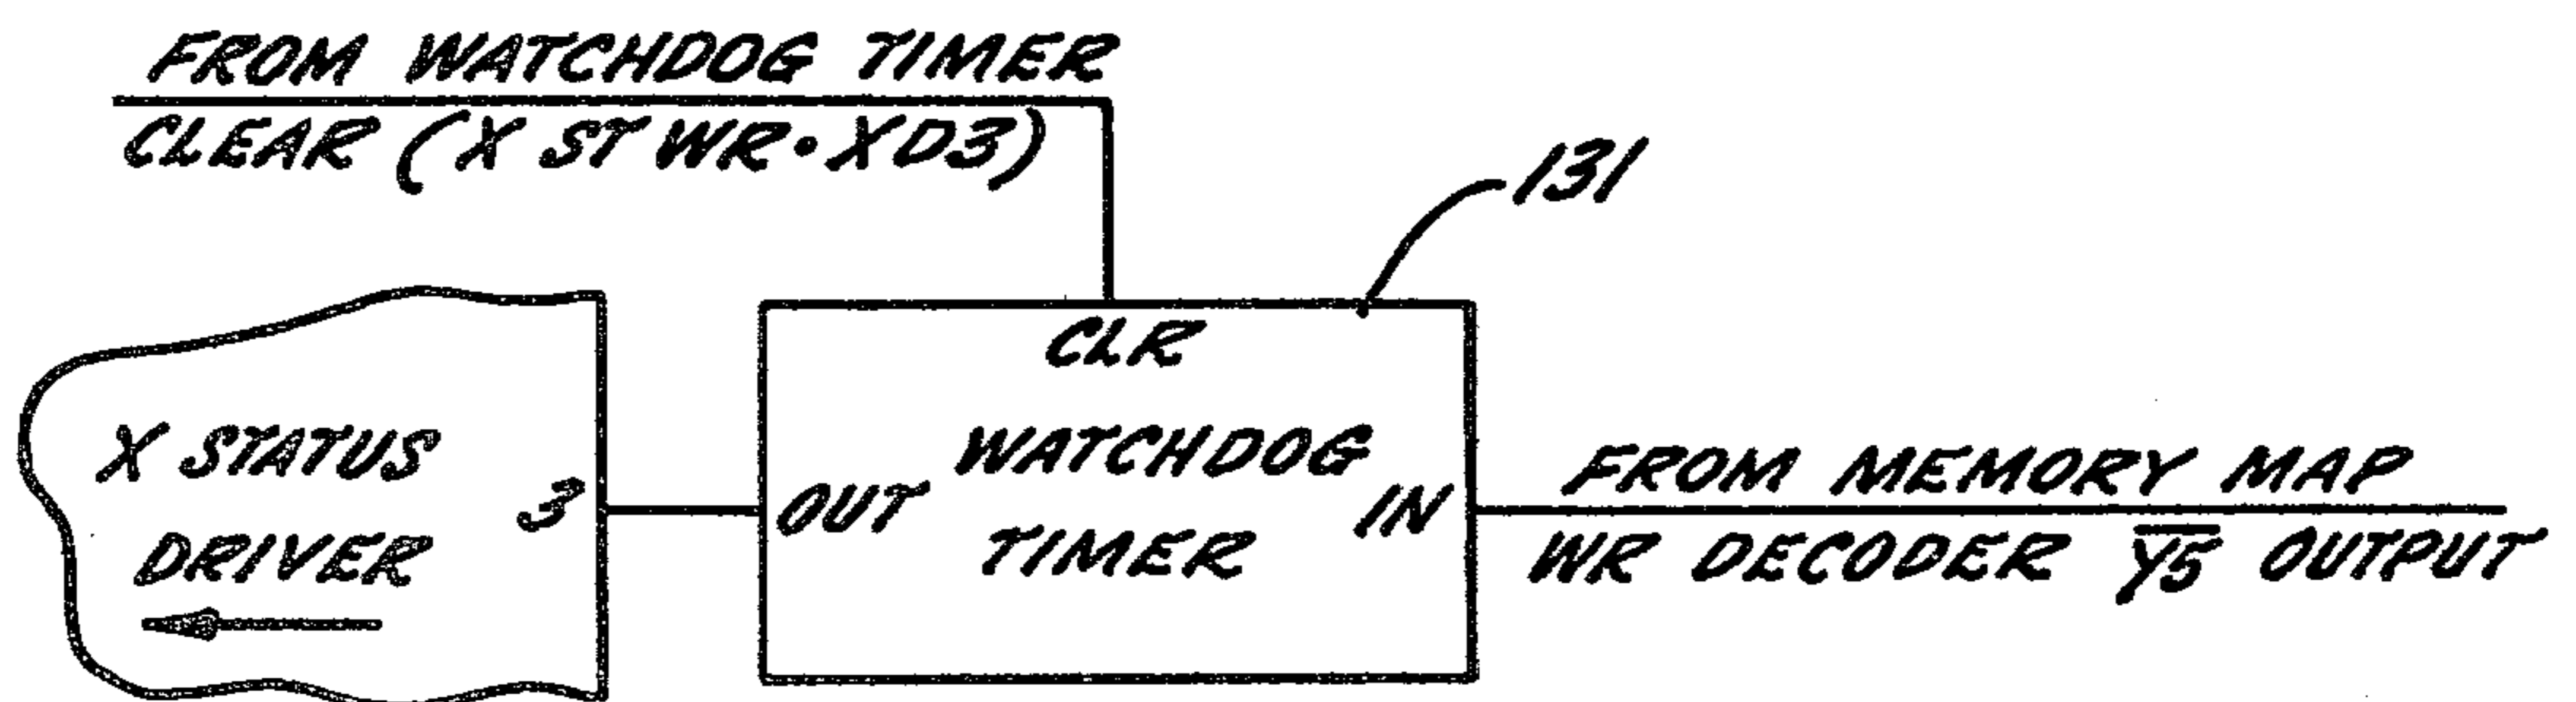 FROM WATCHDOG TIMER
CLEAR (X ST WR•XD3)
131
CLR
X STATUS
DRIVER
3
OUT
WATCHDOG
TIMER
IN
FROM MEMORY MAP
WR DECODER Y̅5̅ OUTPUT